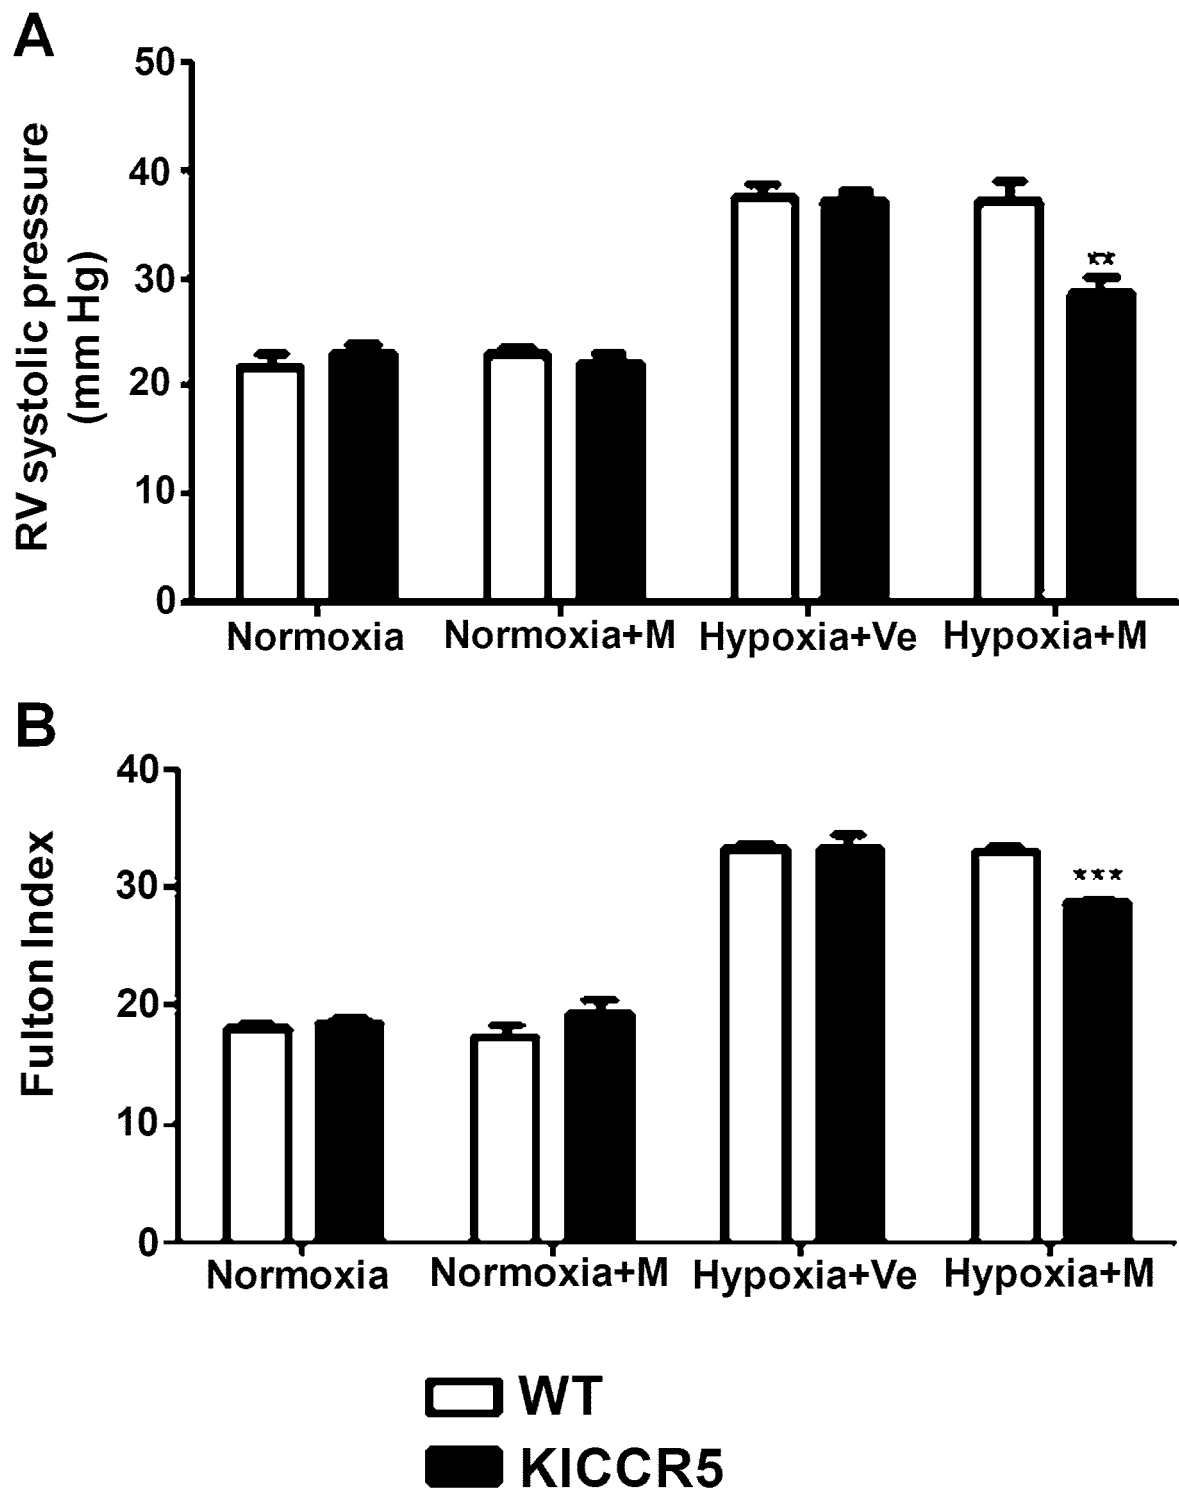 A
RV systolic pressure
(mm Hg)
50
40
30
20
10
0
**
Normoxia Normoxia+M Hypoxia+Ve Hypoxia+M
B
Fulton Index
40
30
20
10
0
***
Normoxia Normoxia+M Hypoxia+Ve Hypoxia+M
WT
KICCR5